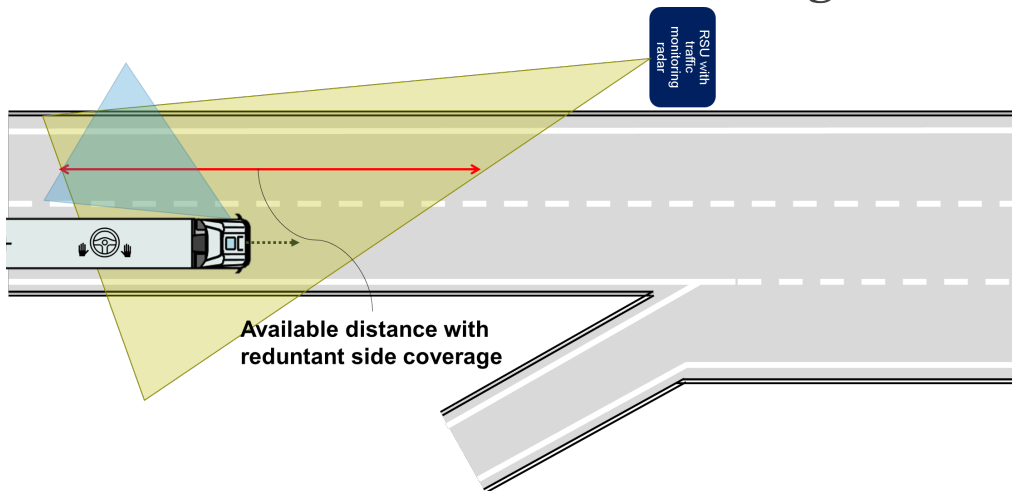 RSU with
traffic
monitoring
radar
Available distance with
reduntant side coverage